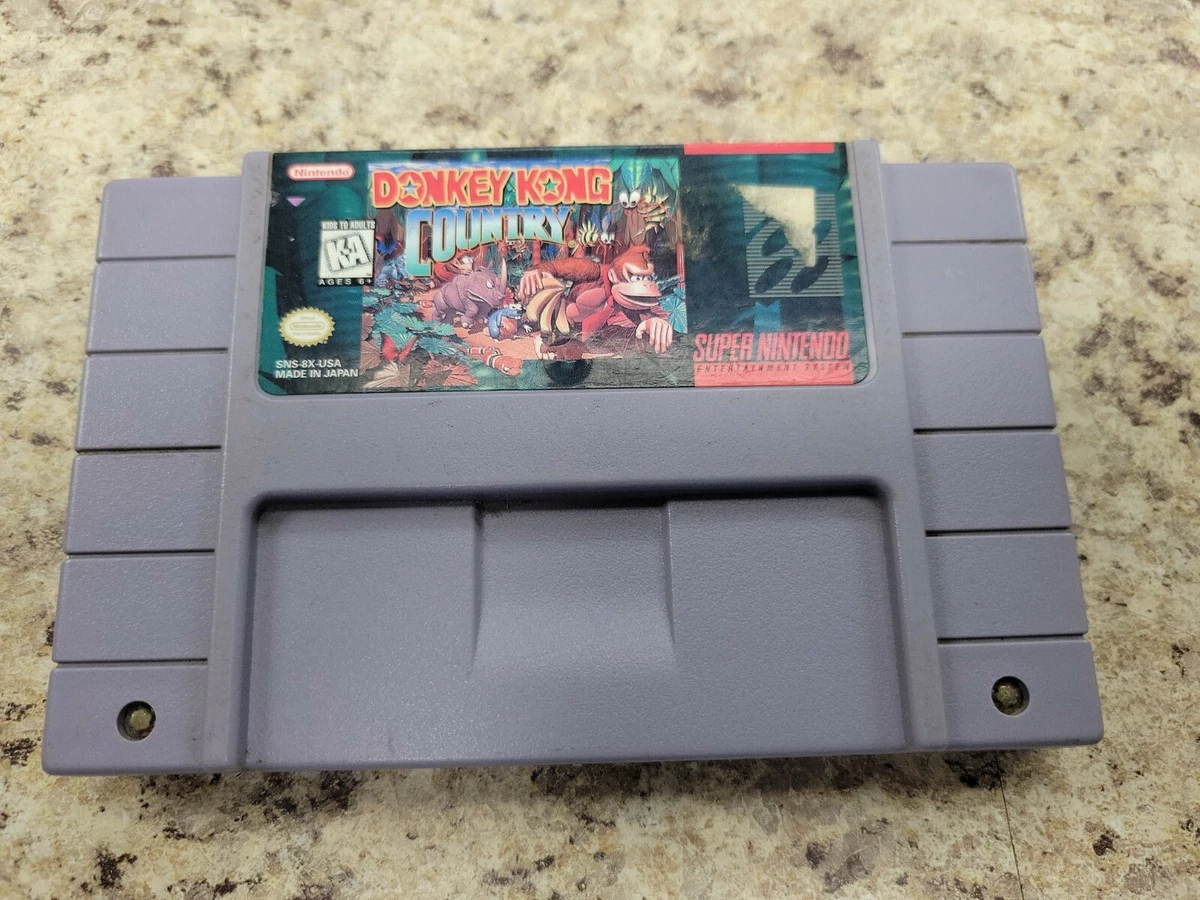 Nintendo
DONKEY KONG
COUNTRY
KIDS TO ADULTS
K-A
AGES 6+
SNS-8X-USA
MADE IN JAPAN
SUPER NINTENDO
ENTERTAINMENT SYSTEM